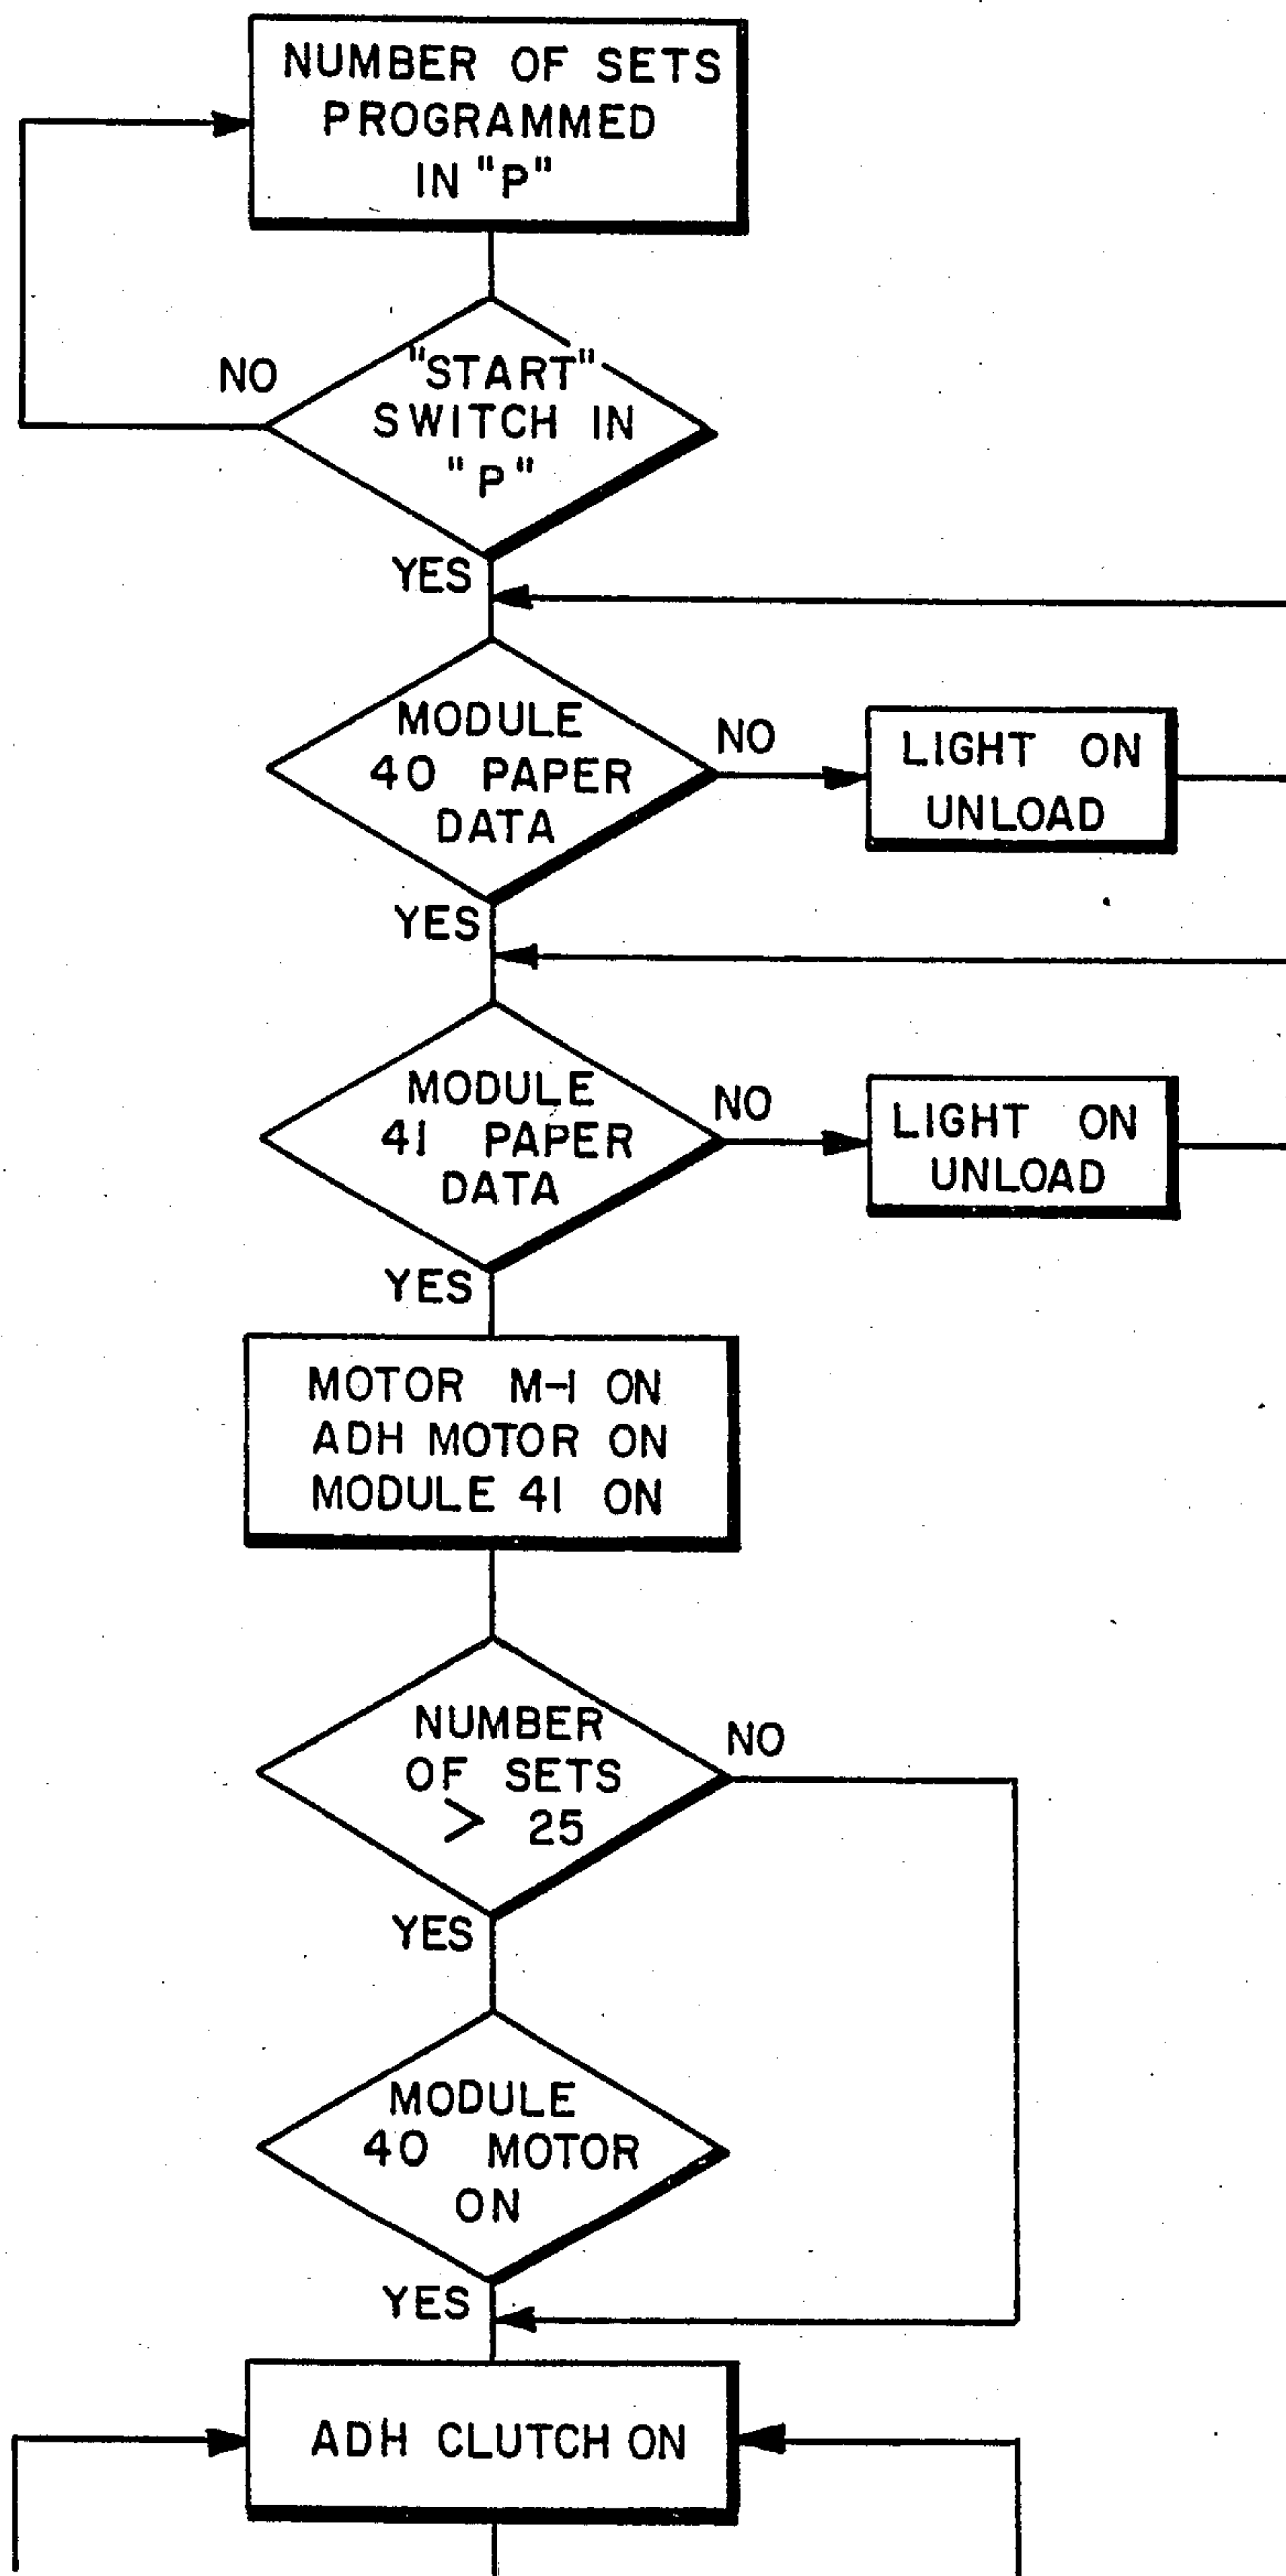 NUMBER OF SETS
PROGRAMMED
IN "P"
NO
"START"
SWITCH IN
"P"
YES
MODULE
40 PAPER
DATA
NO
LIGHT ON
UNLOAD
YES
MODULE
41 PAPER
DATA
NO
LIGHT ON
UNLOAD
YES
MOTOR M-1 ON
ADH MOTOR ON
MODULE 41 ON
NUMBER
OF SETS
> 25
NO
YES
MODULE
40 MOTOR
ON
YES
ADH CLUTCH ON